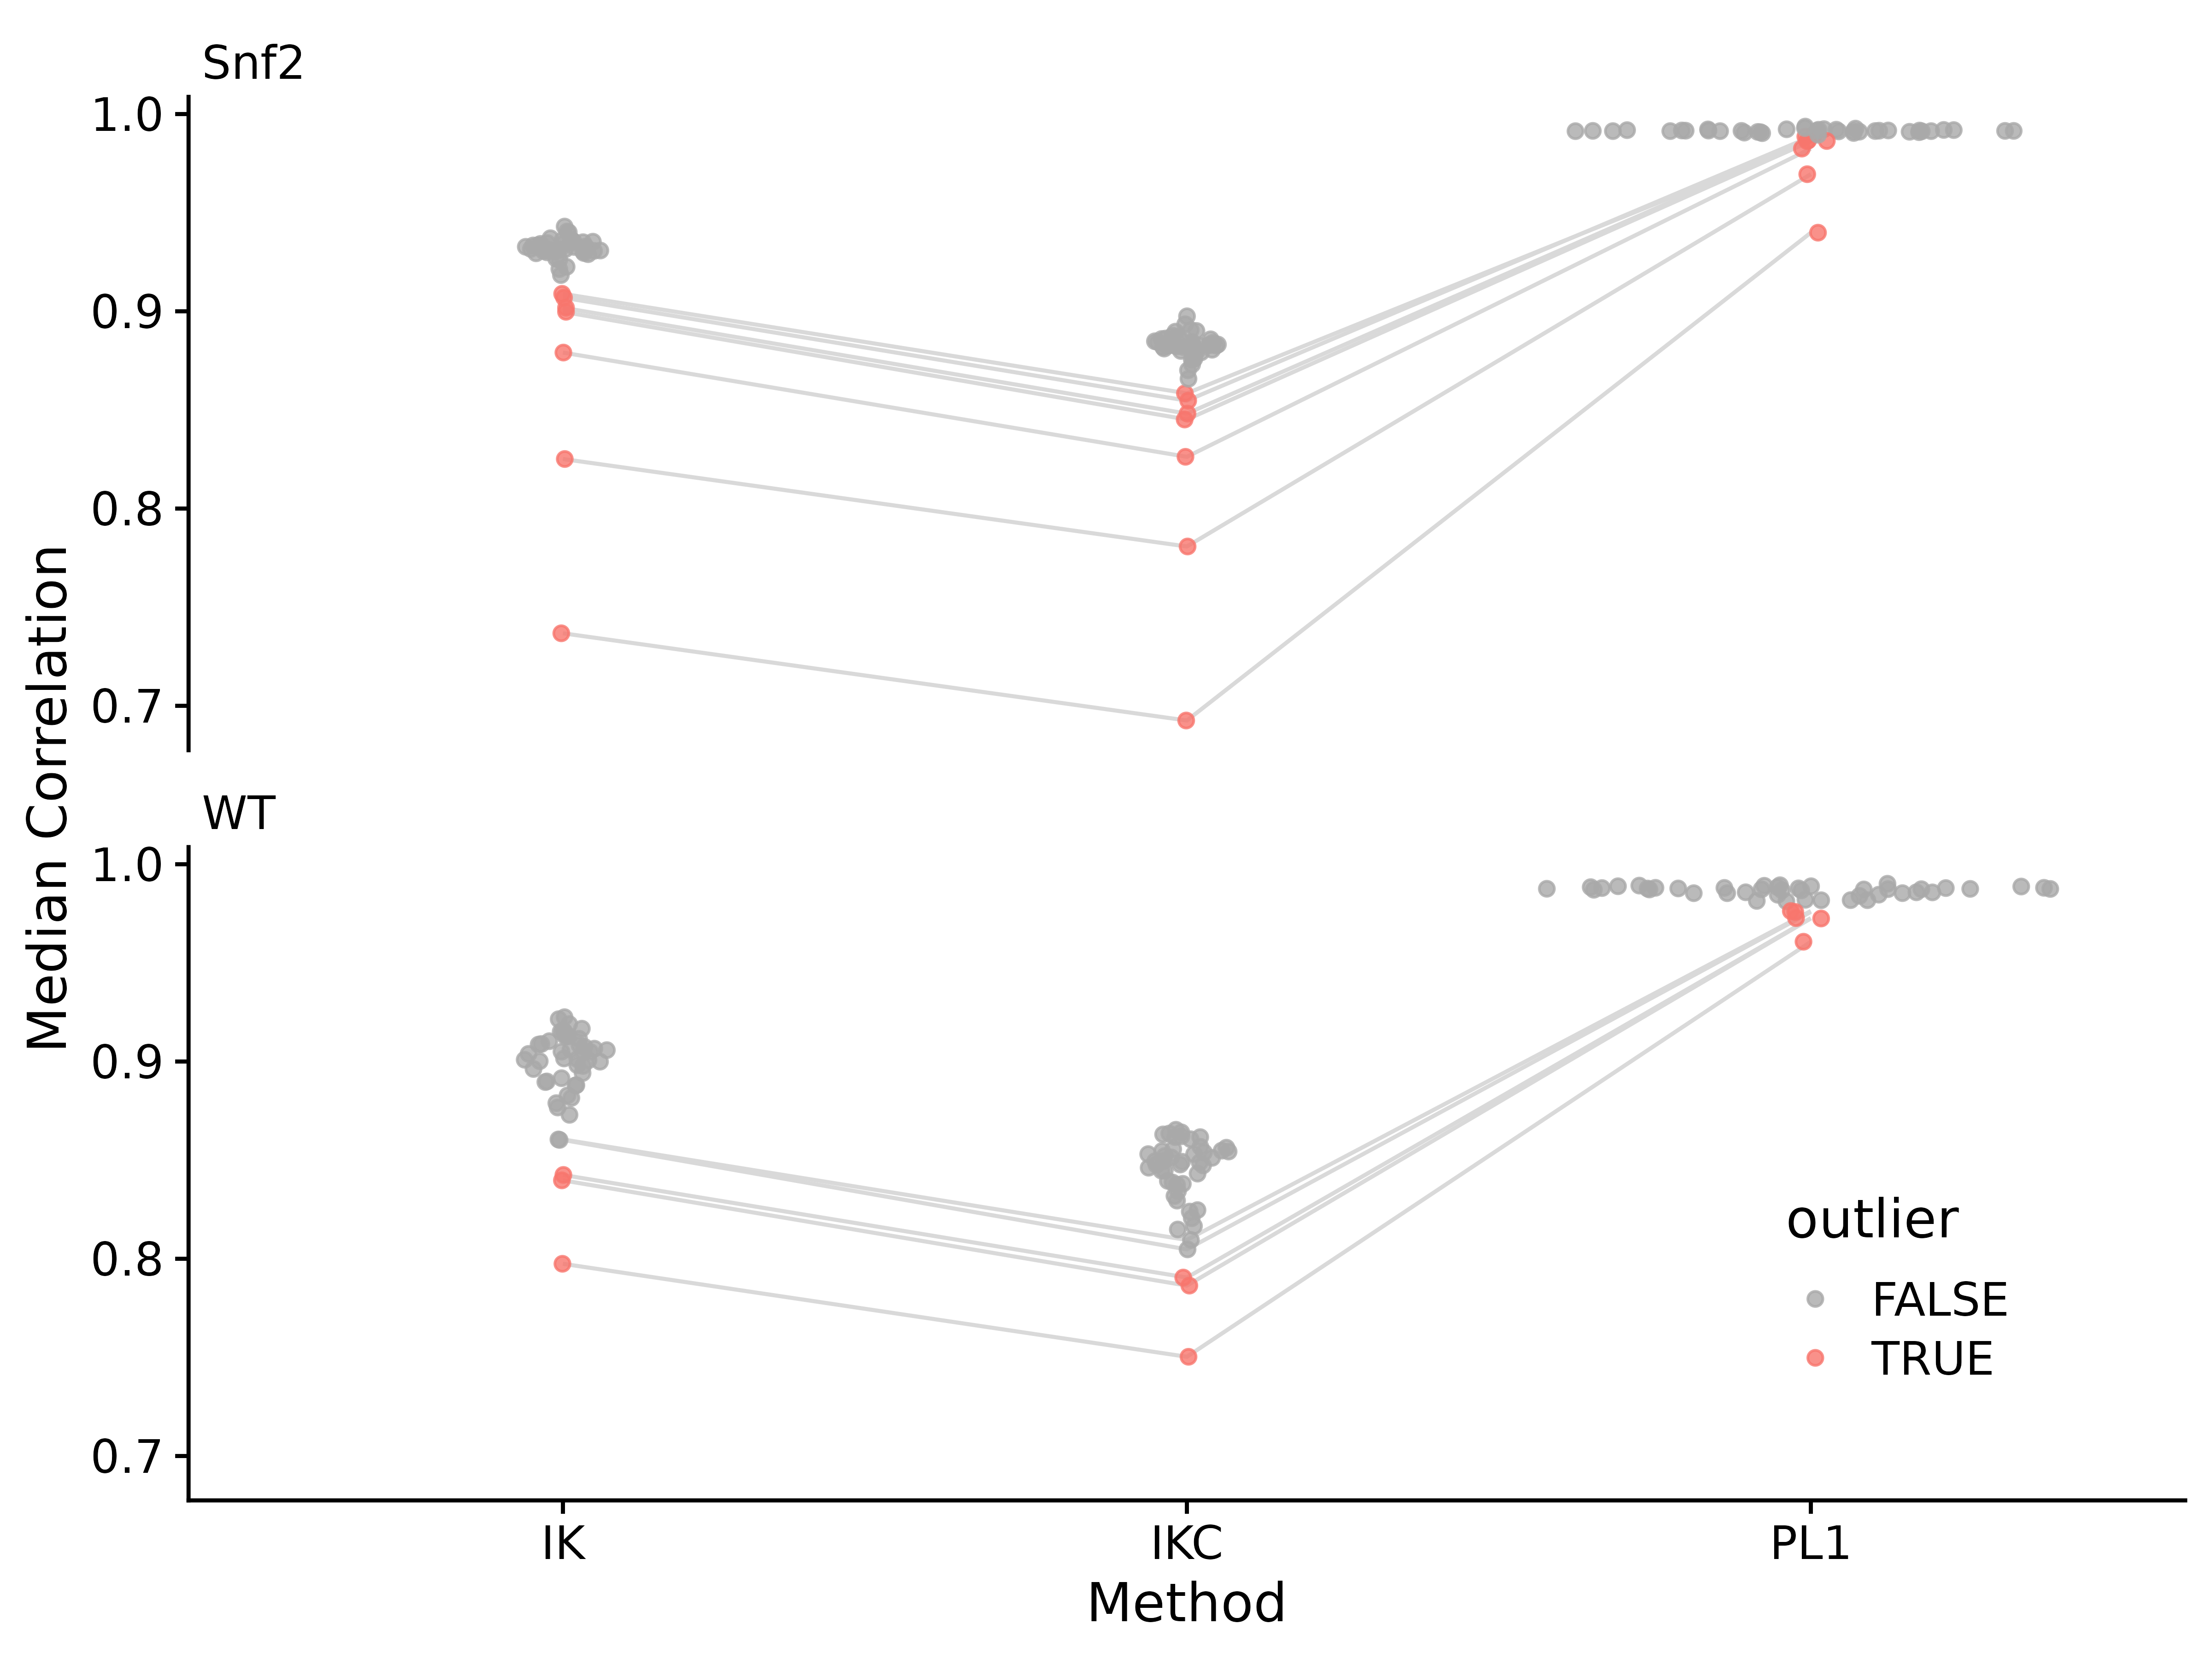 Snf2
1.0
0.9
0.8
0.7
Median Correlation
WT
1.0
0.9
0.8
0.7
outlier
FALSE
TRUE
IK IKC PL1
Method